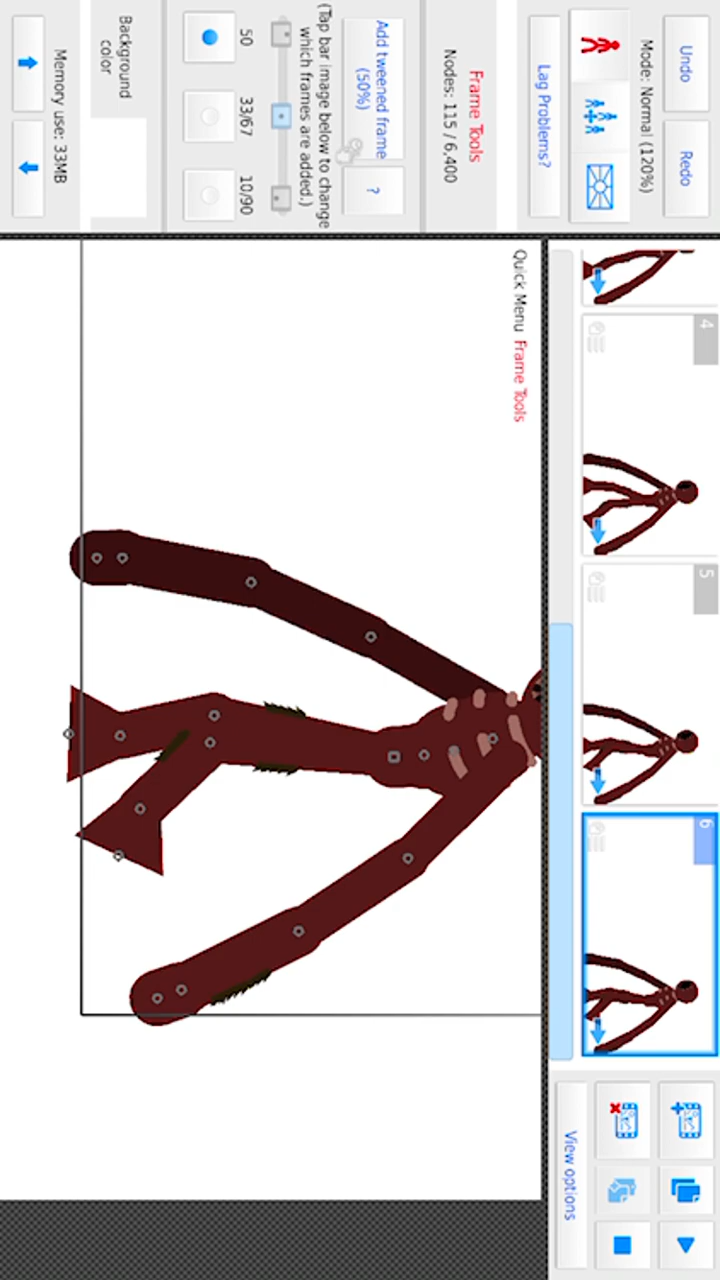 4
5
6
Undo
Redo
Mode: Normal (120%)
Lag Problems?
Frame Tools
Nodes: 115 / 6,400
Add tweened frame
(50%)
?
(Tap bar image below to change
which frames are added.)
50
33/67
10/90
Background
color
Memory use: 33MB
Quick Menu Frame Tools
View options